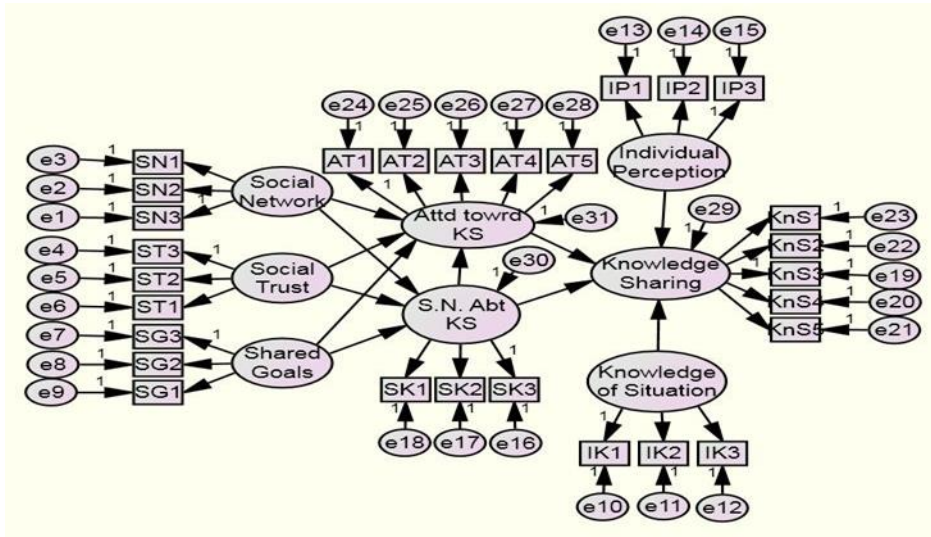 e13
e14
e15
1
1
1
IP1
IP2
IP3
1
e24
e25
e26
e27
e28
1
1
1
1
1
AT1
AT2
AT3
AT4
AT5
Individual
Perception
e3
1
SN1
e2
1
SN2
e1
1
SN3
1
Social
Network
Attd towrd
KS
1
e31
e29
1
KnS1
1
e23
KnS2
1
e22
1
KnS3
1
e19
KnS4
1
e20
KnS5
1
e21
Knowledge
Sharing
e4
1
ST3
1
e5
1
ST2
e6
1
ST1
Social
Trust
e30
1
S.N. Abt
KS
e7
1
SG3
1
e8
1
SG2
e9
1
SG1
Shared
Goals
1
SK1
SK2
SK3
1
1
1
e18
e17
e16
Knowledge
of Situation
1
IK1
IK2
IK3
1
1
1
e10
e11
e12